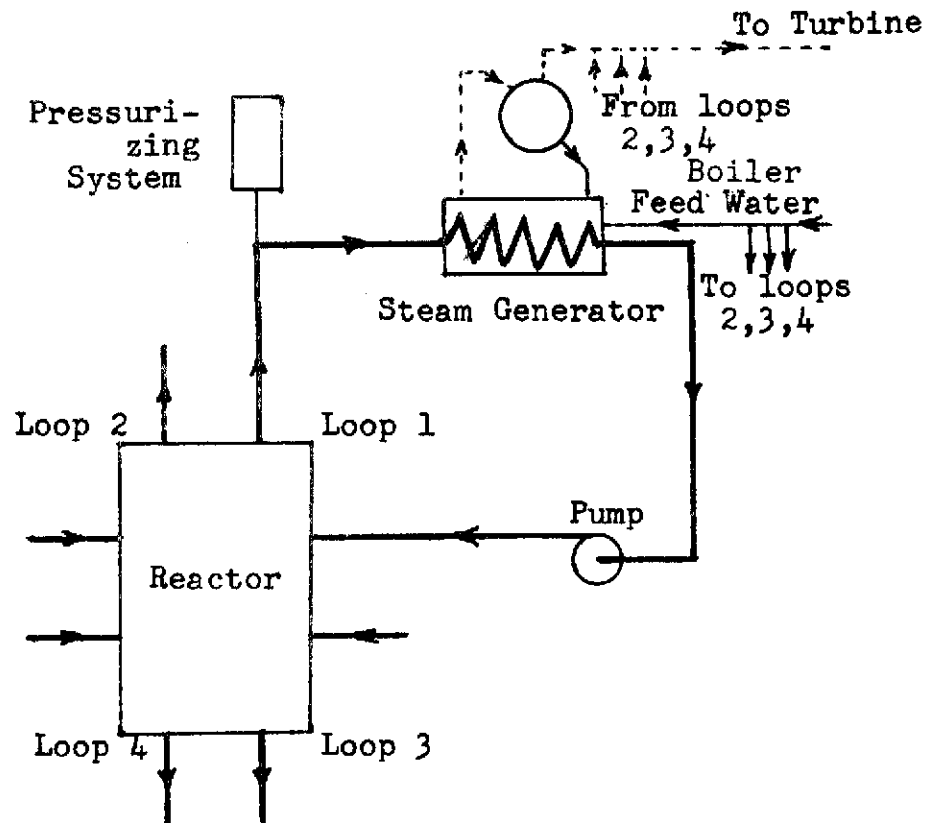 To Turbine
Pressuri-
zing
System
From loops
2,3,4
Boiler
Feed Water
Steam Generator
To loops
2,3,4
Loop 2
Loop 1
Pump
Reactor
Loop 4
Loop 3